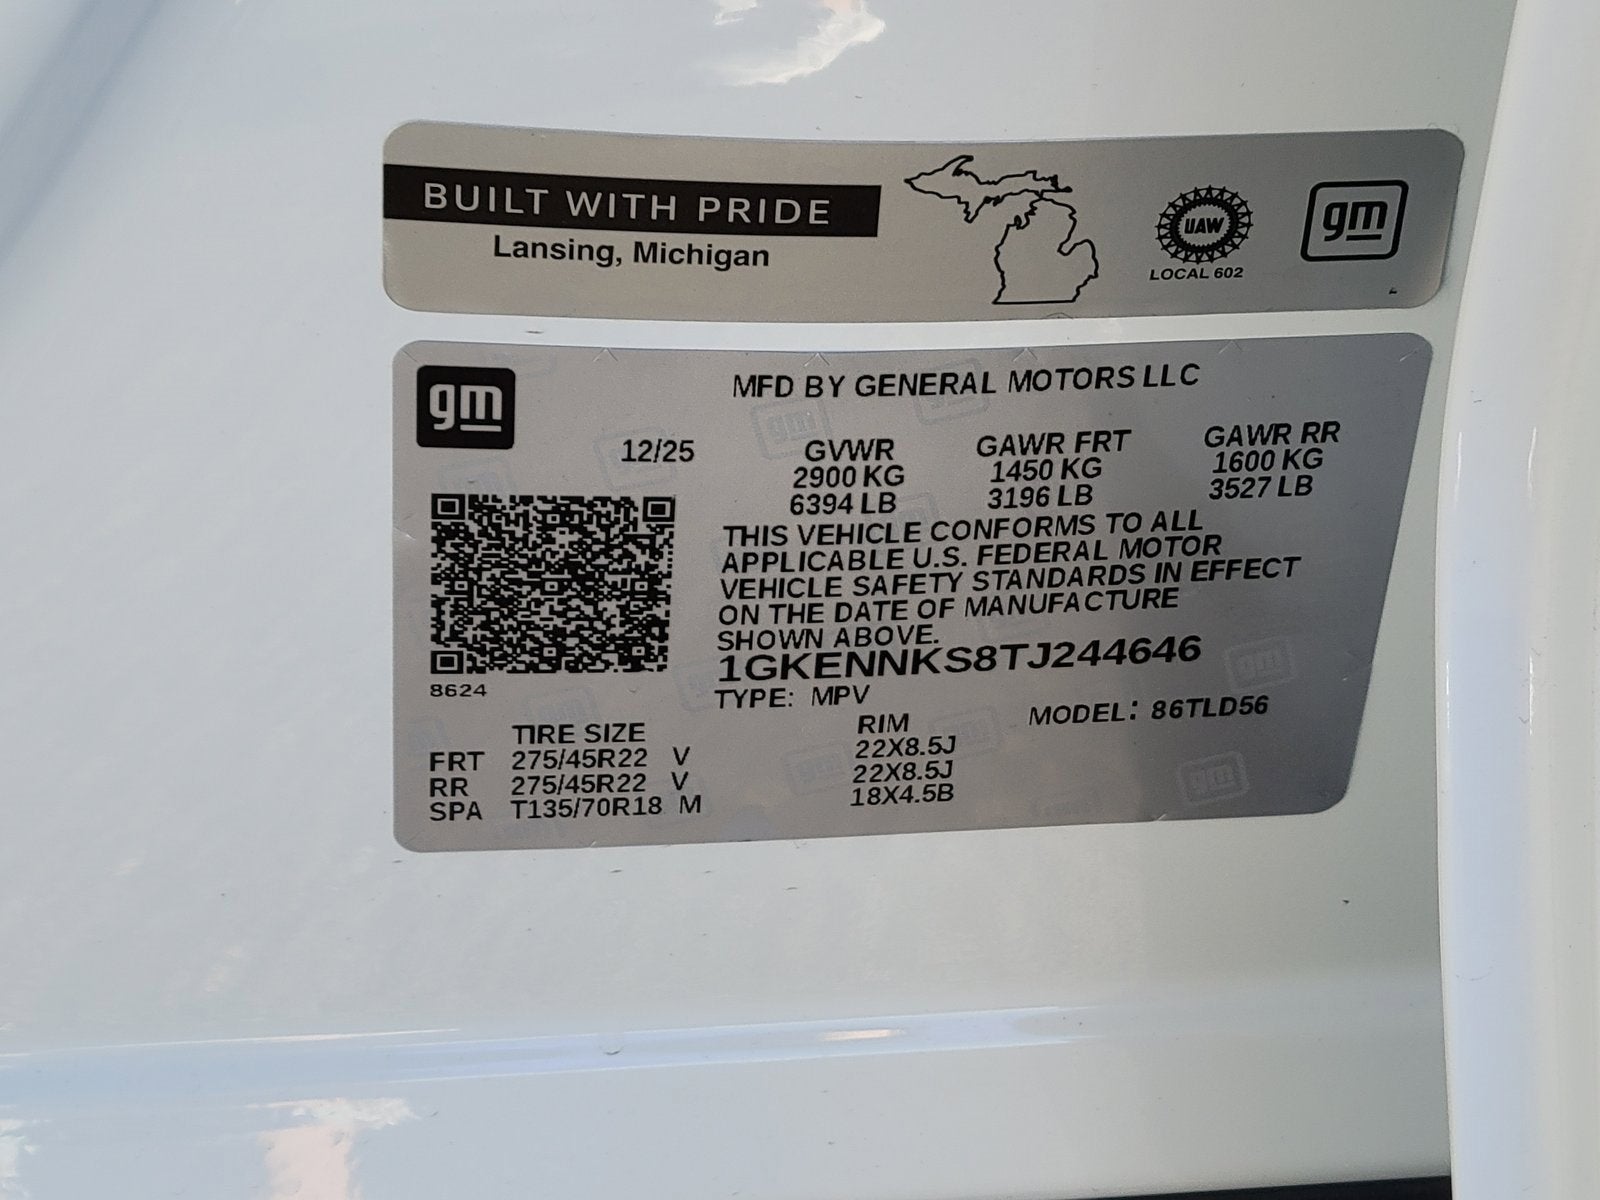 BUILT WITH PRIDE
Lansing, Michigan
UAW
LOCAL 602
gm
gm
MFD BY GENERAL MOTORS LLC
12/25
GVWR
2900 KG
6394 LB
GAWR FRT
1450 KG
3196 LB
GAWR RR
1600 KG
3527 LB
THIS VEHICLE CONFORMS TO ALL
APPLICABLE U.S. FEDERAL MOTOR
VEHICLE SAFETY STANDARDS IN EFFECT
ON THE DATE OF MANUFACTURE
SHOWN ABOVE.
1GKENNKS8TJ244646
8624
TYPE: MPV
MODEL: 86TLD56
TIRE SIZE RIM
FRT 275/45R22 V 22X8.5J
RR 275/45R22 V 22X8.5J
SPA T135/70R18 M 18X4.5B